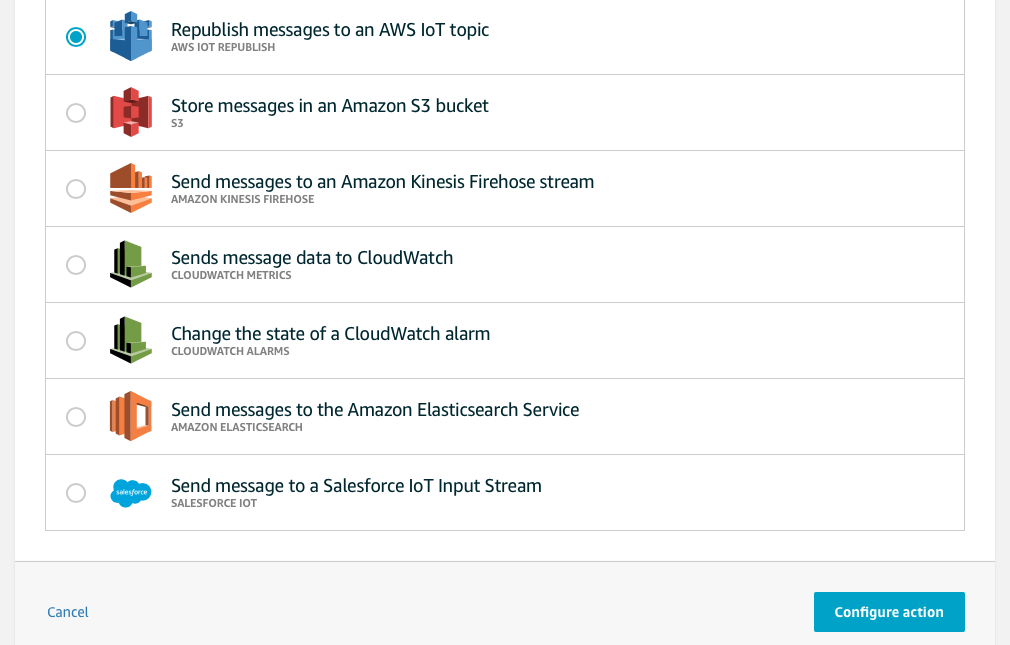 Republish messages to an AWS IoT topic
AWS IOT REPUBLISH
Store messages in an Amazon S3 bucket
S3
Send messages to an Amazon Kinesis Firehose stream
AMAZON KINESIS FIREHOSE
Sends message data to CloudWatch
CLOUDWATCH METRICS
Change the state of a CloudWatch alarm
CLOUDWATCH ALARMS
Send messages to the Amazon Elasticsearch Service
AMAZON ELASTICSEARCH
salesforce
Send message to a Salesforce IoT Input Stream
SALESFORCE IOT
Cancel
Configure action